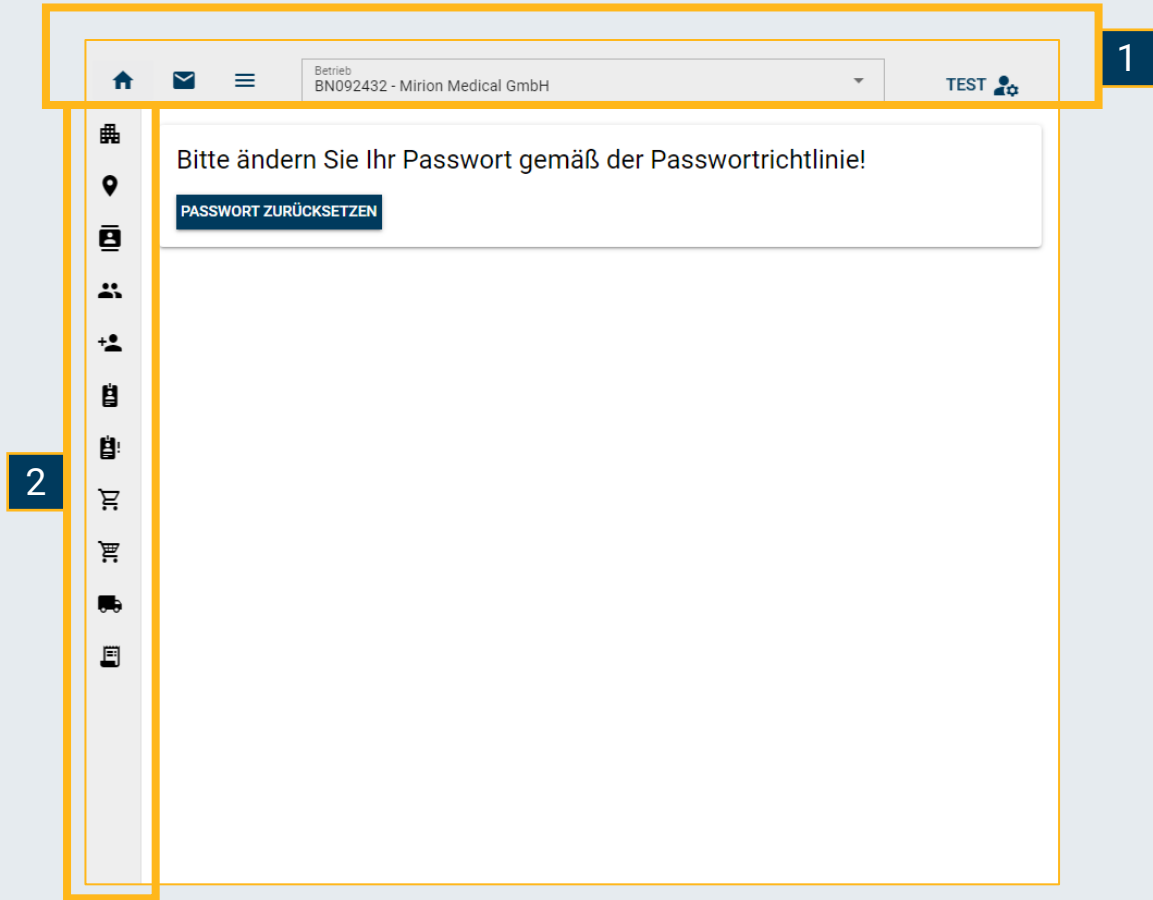 1
Betrieb
BN092432 - Mirion Medical GmbH
TEST
Bitte ändern Sie Ihr Passwort gemäß der Passwortrichtlinie!
PASSWORT ZURÜCKSETZEN
2